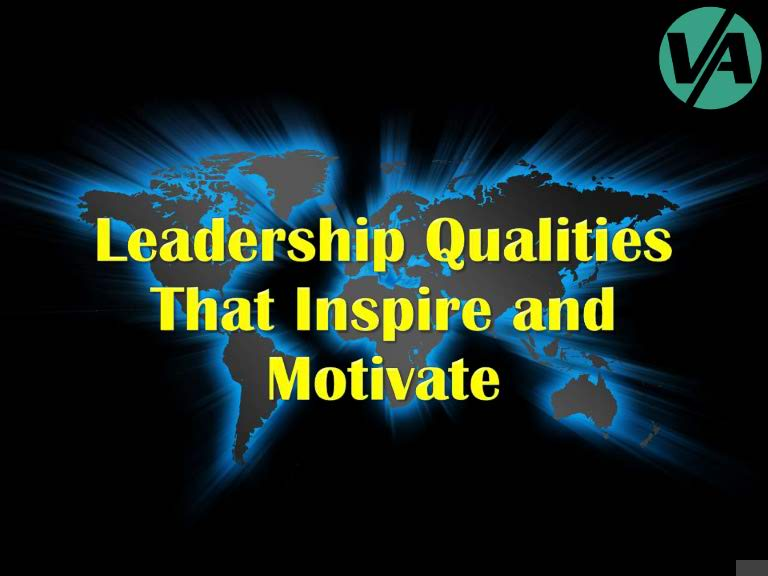 VA
Leadership Qualities
That Inspire and
Motivate